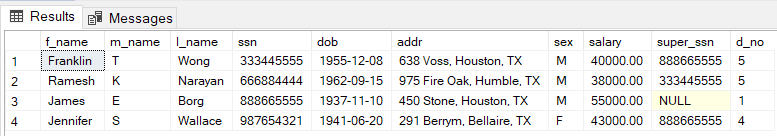 Results Messages
f_name m_name l_name ssn dob addr sex salary super_ssn d_no
1 Franklin T Wong 333445555 1955-12-08 638 Voss, Houston, TX M 40000.00 888665555 5
2 Ramesh K Narayan 666884444 1962-09-15 975 Fire Oak, Humble, TX M 38000.00 333445555 5
3 James E Borg 888665555 1937-11-10 450 Stone, Houston, TX M 55000.00 NULL 1
4 Jennifer S Wallace 987654321 1941-06-20 291 Berrym, Bellaire, TX F 43000.00 888665555 4